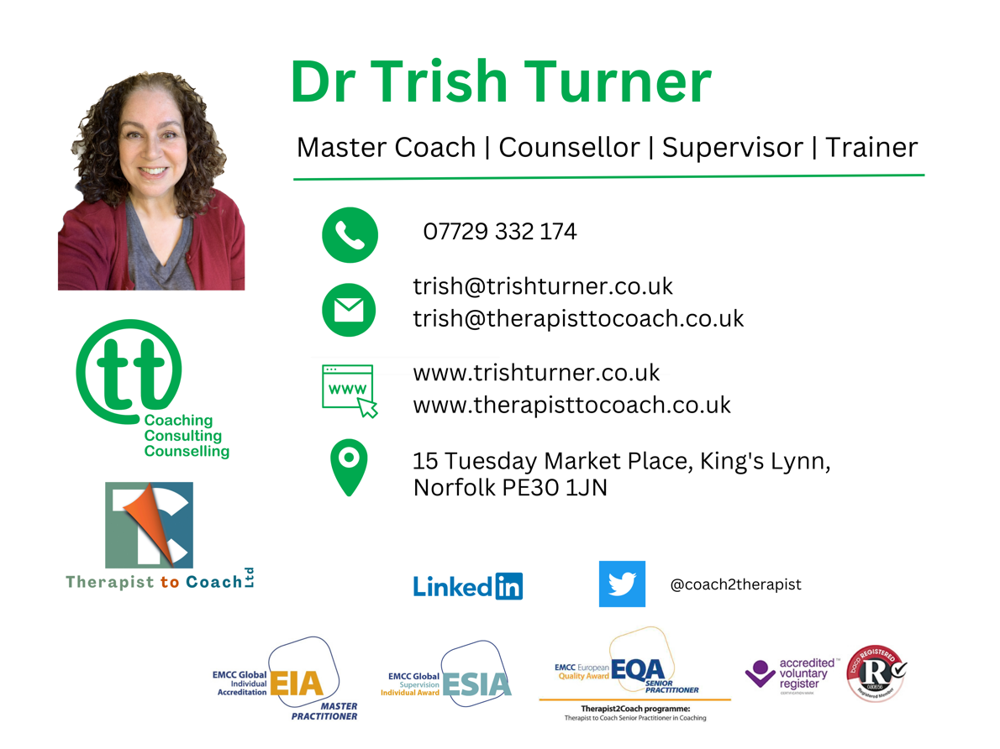 Dr Trish Turner
Master Coach | Counsellor | Supervisor | Trainer
07729 332 174
trish@trishturner.co.uk
trish@therapisttocoach.co.uk
www
www.trishturner.co.uk
www.therapisttocoach.co.uk
15 Tuesday Market Place, King's Lynn,
Norfolk PE30 1JN
tt
Coaching
Consulting
Counselling
TC
Therapist to Coach Ltd
Linked in
@coach2therapist
EMCC Global
Individual
Accreditation
EIA
MASTER
PRACTITIONER
EMCC Global
Supervision
Individual Award
ESIA
EMCC European
Quality Award
EQA
SENIOR
PRACTITIONER
Therapist2Coach programme:
Therapist to Coach Senior Practitioner in Coaching
accredited
voluntary
register
TM
bacp REGISTERED
R
Registered Member